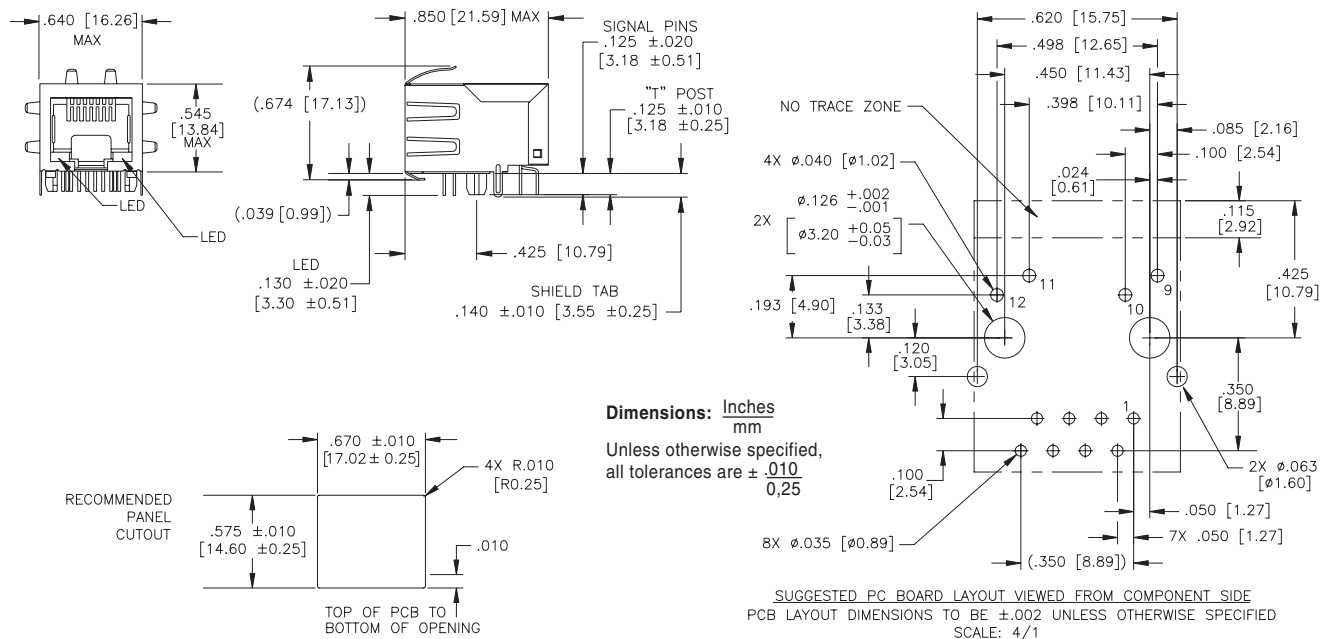 .640 [16.26]
MAX
.545
[13.84]
MAX
LED
LED
.850 [21.59] MAX
SIGNAL PINS
.125 ±.020
[3.18 ±0.51]
(.674 [17.13])
"T" POST
.125 ±.010
[3.18 ±0.25]
(.039 [0.99])
.425 [10.79]
LED
.130 ±.020
[3.30 ±0.51]
SHIELD TAB
.140 ±.010 [3.55 ±0.25]
.620 [15.75]
.498 [12.65]
.450 [11.43]
.398 [10.11]
NO TRACE ZONE
.085 [2.16]
4X ø.040 [ø1.02]
.100 [2.54]
.024
[0.61]
ø.126 +.002
-.001
2X
ø3.20 +0.05
-0.03
.115
[2.92]
.425
[10.79]
11
9
12
10
.193 [4.90]
.133
[3.38]
.120
[3.05]
.350
[8.89]
1
.100
[2.54]
2X ø.063
[ø1.60]
.050 [1.27]
8X ø.035 [ø0.89]
7X .050 [1.27]
(.350 [8.89])
SUGGESTED PC BOARD LAYOUT VIEWED FROM COMPONENT SIDE
PCB LAYOUT DIMENSIONS TO BE ±.002 UNLESS OTHERWISE SPECIFIED
SCALE: 4/1
Dimensions: Inches
mm
Unless otherwise specified,
all tolerances are ± .010
0,25
.670 ±.010
[17.02± 0.25]
4X R.010
[R0.25]
RECOMMENDED
PANEL
CUTOUT
.575 ±.010
[14.60 ±0.25]
.010
TOP OF PCB TO
BOTTOM OF OPENING